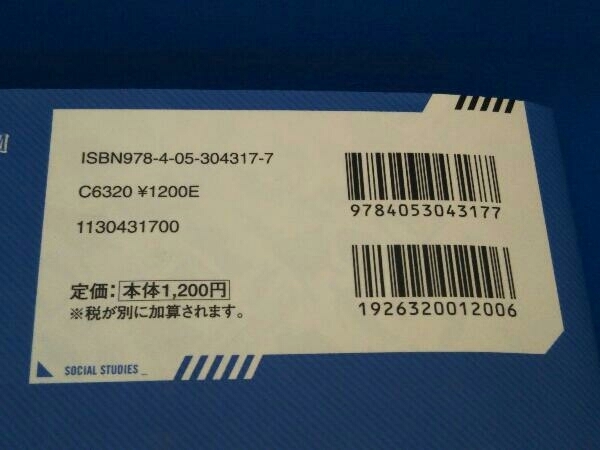 ISBN978-4-05-304317-7
C6320 ¥1200E
1130431700
9784053043177
1926320012006
定価：本体1,200円
※税が別に加算されます。
SOCIAL STUDIES _